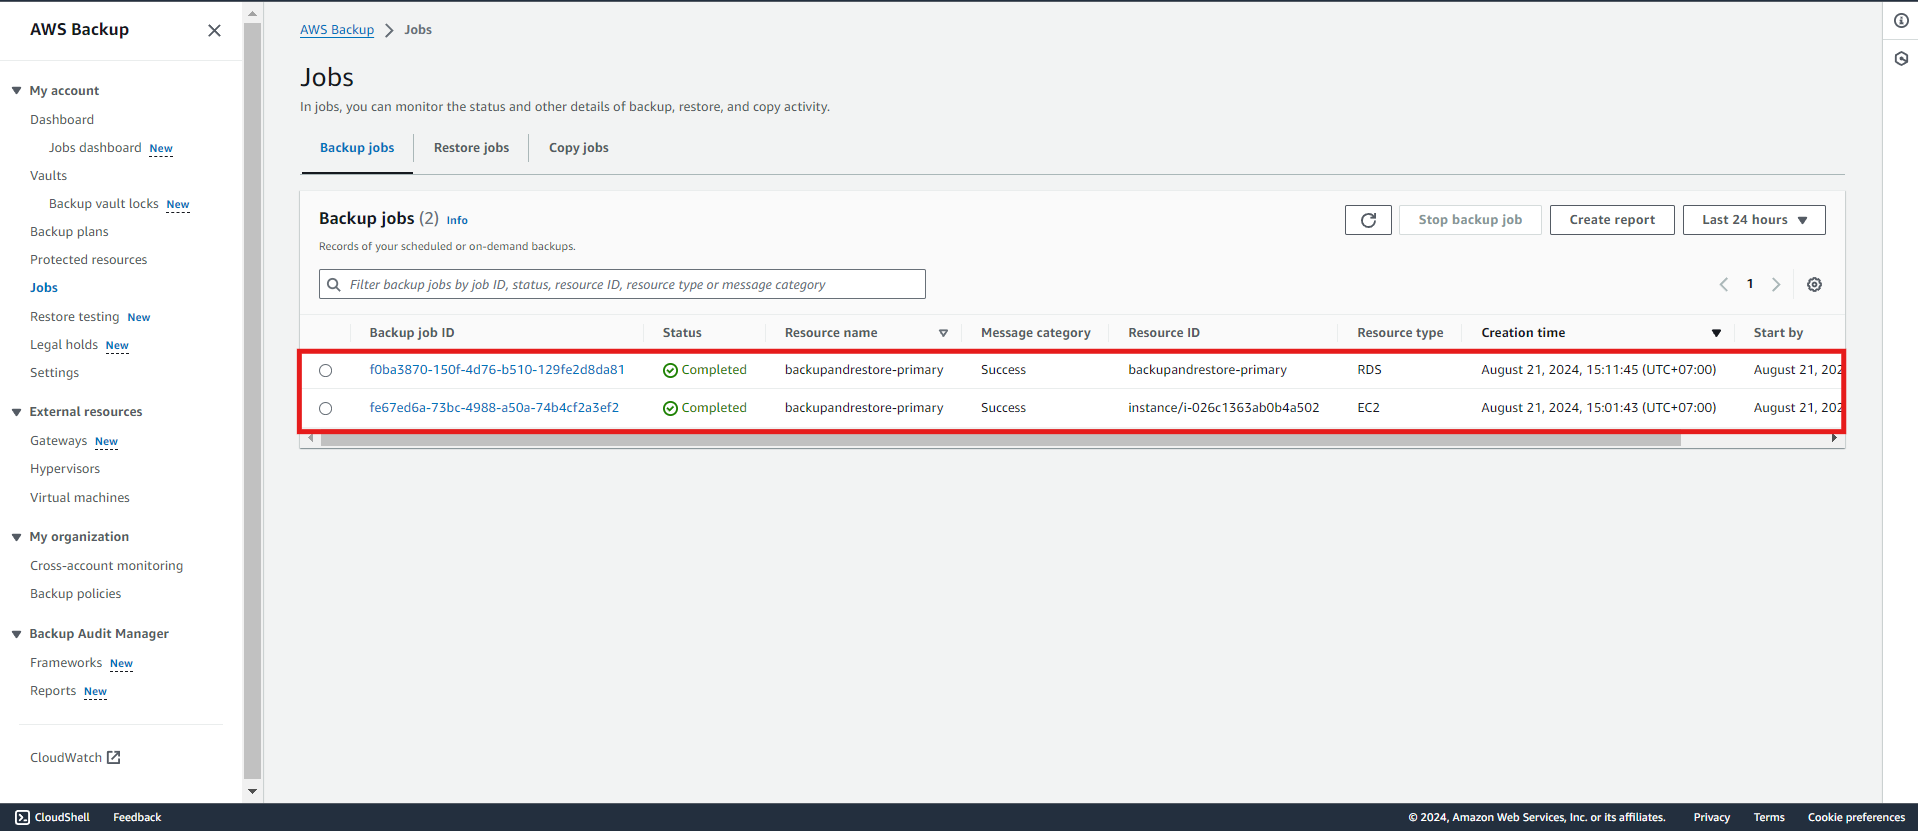 AWS Backup
My account
Dashboard
Jobs dashboard New
Vaults
Backup vault locks New
Backup plans
Protected resources
Jobs
Restore testing New
Legal holds New
Settings
External resources
Gateways New
Hypervisors
Virtual machines
My organization
Cross-account monitoring
Backup policies
Backup Audit Manager
Frameworks New
Reports New
CloudWatch
AWS Backup > Jobs
Jobs
In jobs, you can monitor the status and other details of backup, restore, and copy activity.
Backup jobs Restore jobs Copy jobs
Backup jobs (2) Info
Records of your scheduled or on-demand backups.
Stop backup job Create report Last 24 hours
Filter backup jobs by job ID, status, resource ID, resource type or message category
1
Backup job ID Status Resource name Message category Resource ID Resource type Creation time Start by
f0ba3870-150f-4d76-b510-129fe2d8da81 Completed backupandrestore-primary Success backupandrestore-primary RDS August 21, 2024, 15:11:45 (UTC+07:00) August 21, 202
fe67ed6a-73bc-4988-a50a-74b4cf2a3ef2 Completed backupandrestore-primary Success instance/i-026c1363ab0b4a502 EC2 August 21, 2024, 15:01:43 (UTC+07:00) August 21, 202
CloudShell Feedback © 2024, Amazon Web Services, Inc. or its affiliates. Privacy Terms Cookie preferences